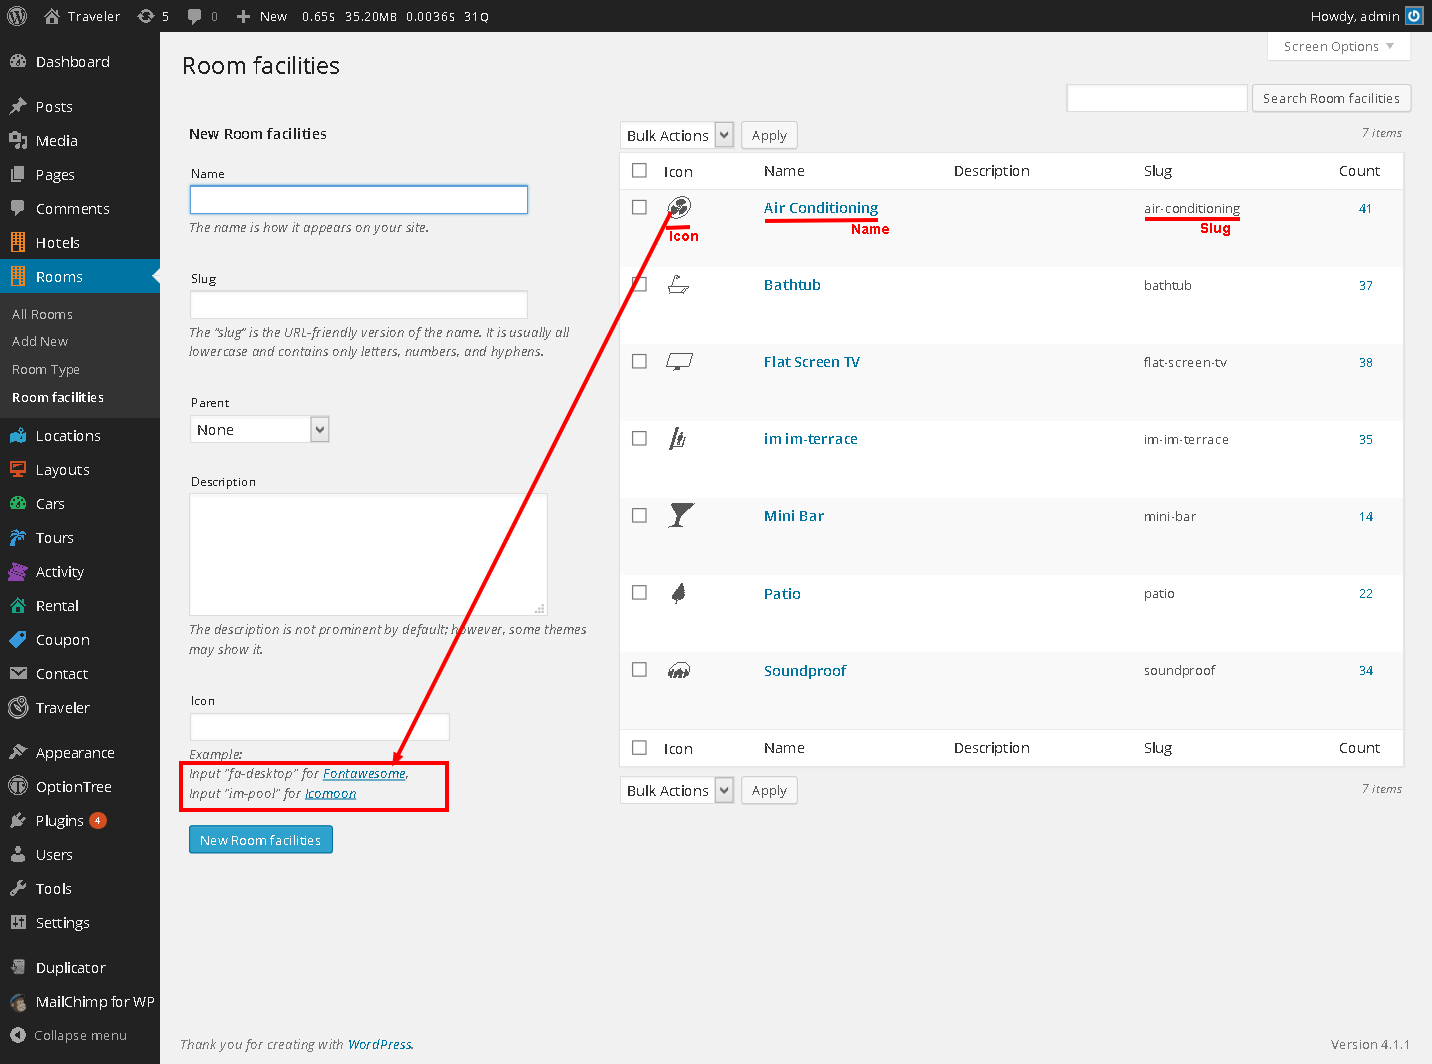 Traveler 5 0 New 0.65s 35.20MB 0.0036s 31Q
Howdy, admin
Dashboard
Posts
Media
Pages
Comments
Hotels
Rooms
All Rooms
Add New
Room Type
Room facilities
Locations
Layouts
Cars
Tours
Activity
Rental
Coupon
Contact
Traveler
Appearance
OptionTree
Plugins 4
Users
Tools
Settings
Duplicator
MailChimp for WP
Collapse menu
Screen Options
Room facilities
Search Room facilities
New Room facilities
Name
The name is how it appears on your site.
Slug
The “slug” is the URL-friendly version of the name. It is usually all
lowercase and contains only letters, numbers, and hyphens.
Parent
None
Description
The description is not prominent by default; however, some themes
may show it.
Icon
Example:
Input "fa-desktop" for Fontawesome,
Input "im-pool" for Icomoon
New Room facilities
Bulk Actions Apply
7 items
Icon Name Description Slug Count
Air Conditioning air-conditioning 41
Icon Name Slug
Bathtub bathtub 37
Flat Screen TV flat-screen-tv 38
im im-terrace im-im-terrace 35
Mini Bar mini-bar 14
Patio patio 22
Soundproof soundproof 34
Icon Name Description Slug Count
Bulk Actions Apply
7 items
Thank you for creating with WordPress.
Version 4.1.1